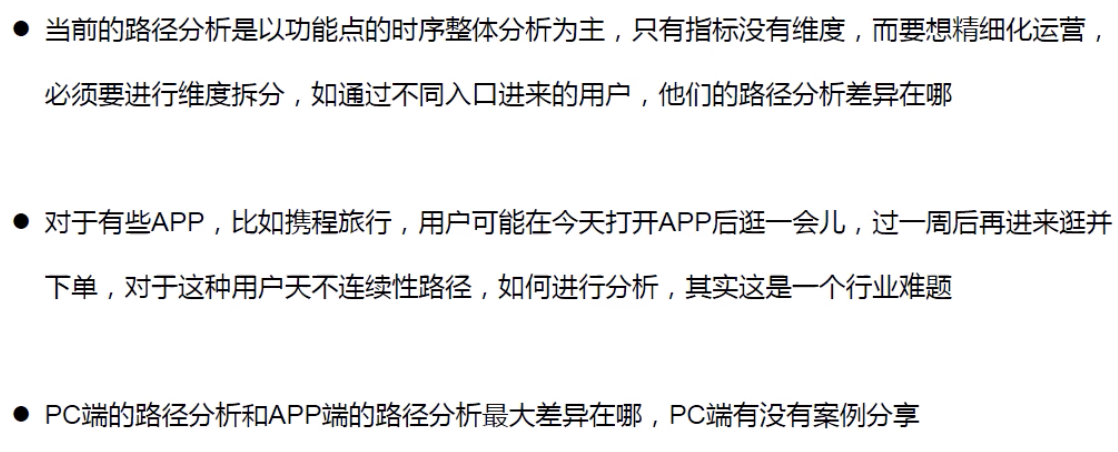 ● 当前的路径分析是以功能点的时序整体分析为主，只有指标没有维度，而要想精细化运营，
必须要进行维度拆分，如通过不同入口进来的用户，他们的路径分析差异在哪
● 对于有些APP，比如携程旅行，用户可能在今天打开APP后逛一会儿，过一周后再进来逛并
下单，对于这种用户天不连续性路径，如何进行分析，其实这是一个行业难题
● PC端的路径分析和APP端的路径分析最大差异在哪，PC端有没有案例分享